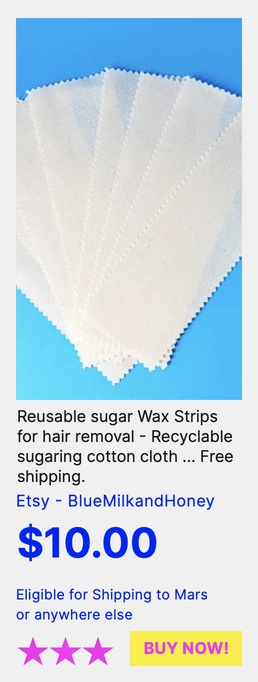 Reusable sugar Wax Strips
for hair removal - Recyclable
sugaring cotton cloth ... Free
shipping.
Etsy - BlueMilkandHoney
$10.00
Eligible for Shipping to Mars
or anywhere else
BUY NOW!